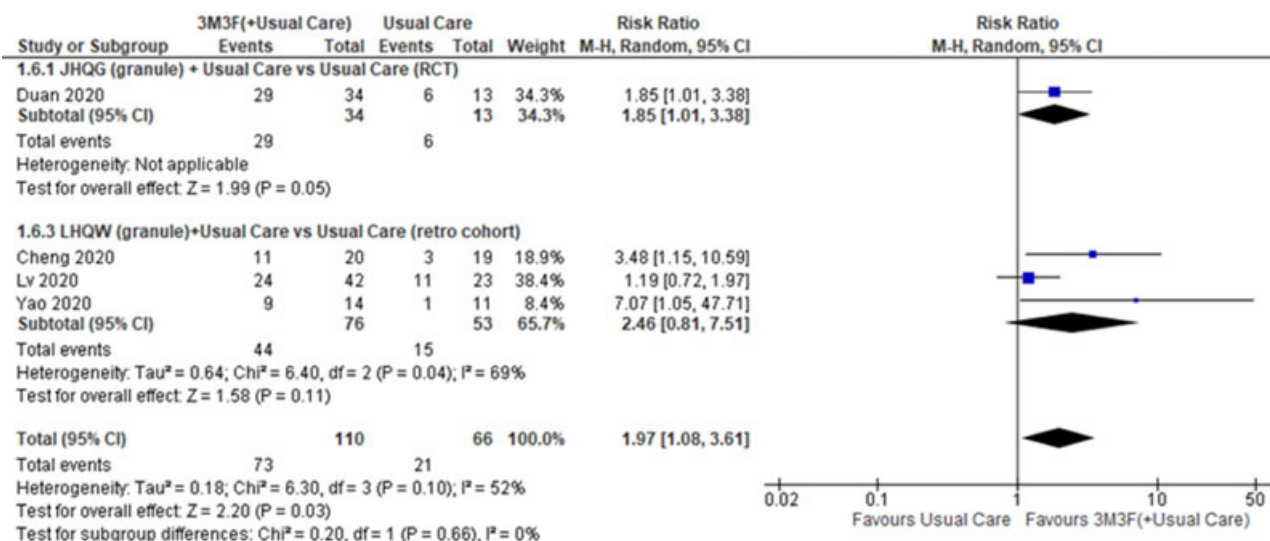 3M3F(+Usual Care) Usual Care Risk Ratio Risk Ratio
Study or Subgroup Events Total Events Total Weight M-H, Random, 95% CI M-H, Random, 95% CI
1.6.1 JHQG (granule) + Usual Care vs Usual Care (RCT)
Duan 2020 29 34 6 13 34.3% 1.85 [1.01, 3.38]
Subtotal (95% CI) 34 13 34.3% 1.85 [1.01, 3.38]
Total events 29 6
Heterogeneity: Not applicable
Test for overall effect: Z = 1.99 (P = 0.05)
1.6.3 LHQW (granule)+Usual Care vs Usual Care (retro cohort)
Cheng 2020 11 20 3 19 18.9% 3.48 [1.15, 10.59]
Lv 2020 24 42 11 23 38.4% 1.19 [0.72, 1.97]
Yao 2020 9 14 1 11 8.4% 7.07 [1.05, 47.71]
Subtotal (95% CI) 76 53 65.7% 2.46 [0.81, 7.51]
Total events 44 15
Heterogeneity: Tau² = 0.64; Chi² = 6.40, df = 2 (P = 0.04); I² = 69%
Test for overall effect: Z = 1.58 (P = 0.11)
Total (95% CI) 110 66 100.0% 1.97 [1.08, 3.61]
Total events 73 21
Heterogeneity: Tau² = 0.18; Chi² = 6.30, df = 3 (P = 0.10); I² = 52%
Test for overall effect: Z = 2.20 (P = 0.03)
Test for subgroup differences: Chi² = 0.20, df = 1 (P = 0.66), I² = 0%
0.02 0.1 1 10 50
Favours Usual Care Favours 3M3F(+Usual Care)